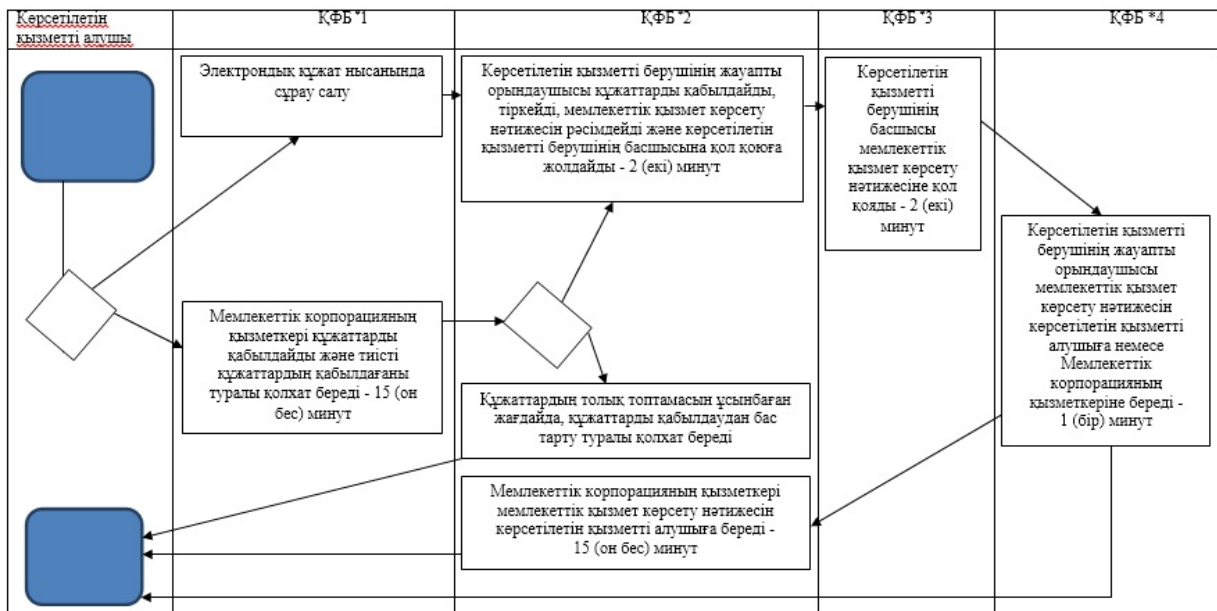 Көрсетілетін
қызметті алушы
ҚФБ *1
ҚФБ *2
ҚФБ *3
ҚФБ *4
Электрондық құжат нысанында
сұрау салу
Көрсетілетін қызметті берушінің жауапты
орындаушысы құжаттарды қабылдайды,
тіркейді, мемлекеттік қызмет көрсету
нәтижесін рәсімдейді және көрсетілетін
қызметті берушінің басшысына қол қоюға
жолдайды - 2 (екі) минут
Көрсетілетін
қызметті
берушінің
басшысы
мемлекеттік
қызмет көрсету
нәтижесіне қол
қояды - 2 (екі)
минут
Көрсетілетін қызметті
берушінің жауапты
орындаушысы
мемлекеттік қызмет
көрсету нәтижесін
көрсетілетін қызметті
алушыға немесе
Мемлекеттік
корпорацияның
қызметкеріне береді -
1 (бір) минут
Мемлекеттік корпорацияның
қызметкері құжаттарды
қабылдайды және тиісті
құжаттардың қабылдағаны
туралы қолхат береді - 15 (он
бес) минут
Құжаттардың толық топтамасын ұсынбаған
жағдайда, құжаттарды қабылдаудан бас
тарту туралы қолхат береді
Мемлекеттік корпорацияның қызметкері
мемлекеттік қызмет көрсету нәтижесін
көрсетілетін қызметті алушыға береді -
15 (он бес) минут